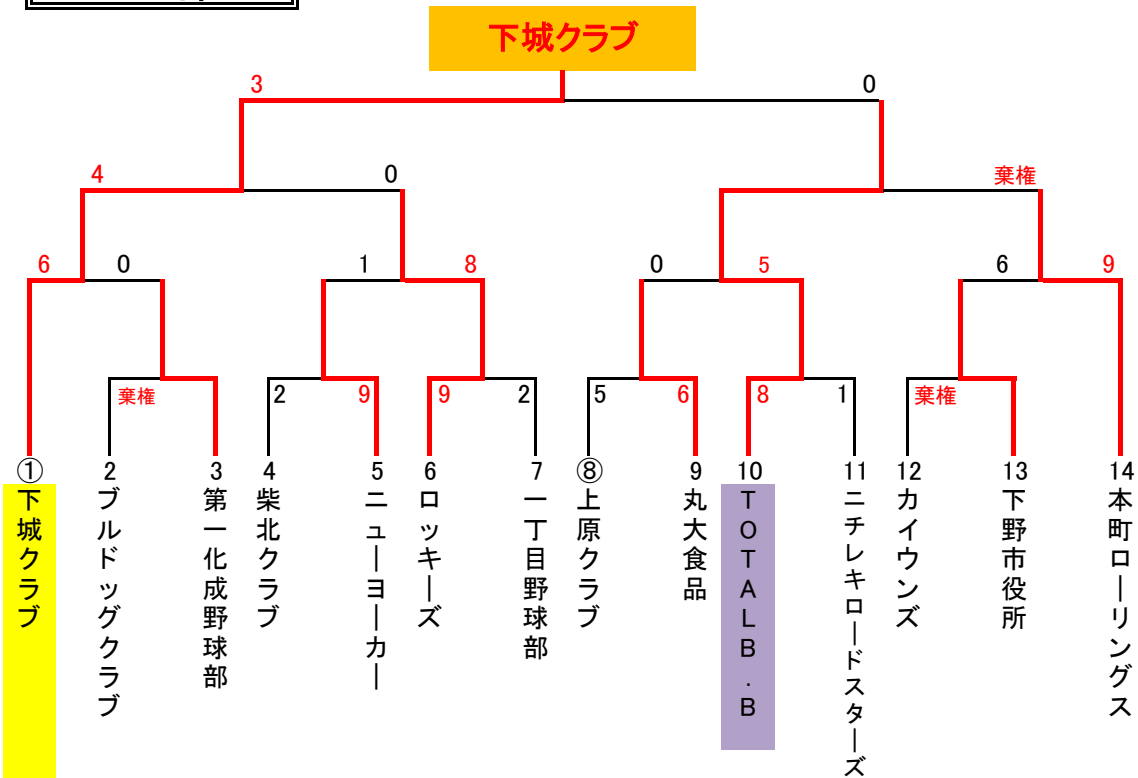 下城クラブ
3
0
4
0
棄権
6
0
1
8
0
5
6
9
棄権
2
9
9
2
5
6
8
1
棄権
①
2
3
4
5
6
7
⑧
9
10
11
12
13
14
下城クラブ
ブルドッグクラブ
第一化成野球部
柴北クラブ
ニューヨーカー
ロッキーズ
一丁目野球部
上原クラブ
丸大食品
TOTALB.B
ニチレキロードスターズ
カイウンズ
下野市役所
本町ローリングス